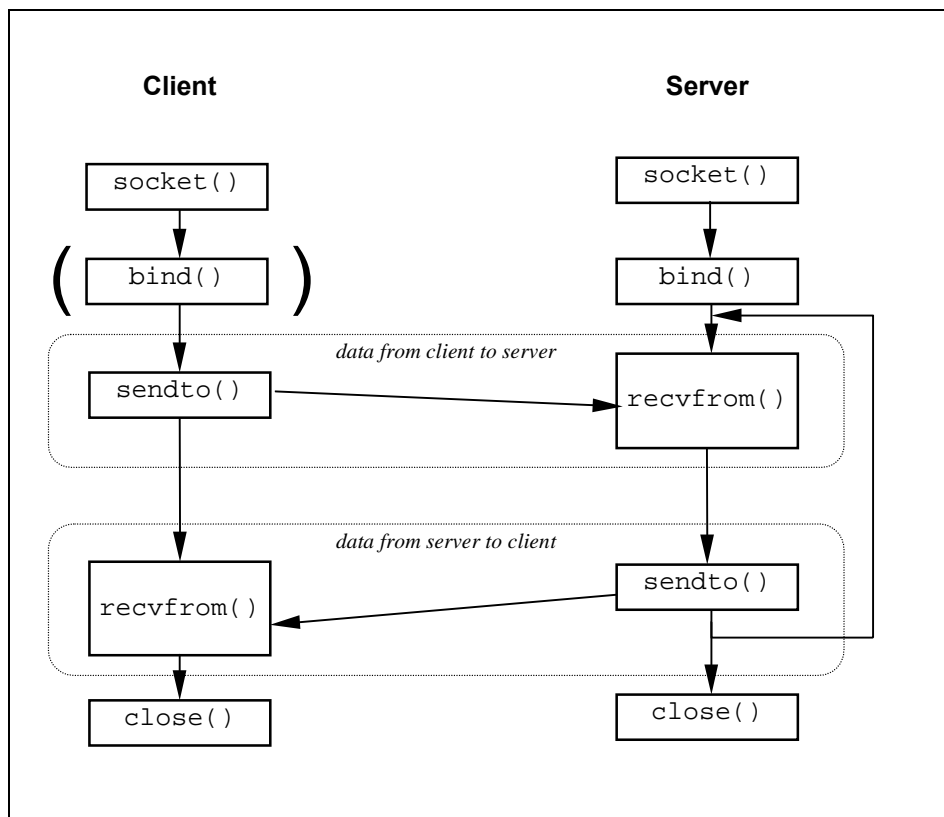 Client
Server
socket()
socket()
( bind() )
bind()
data from client to server
sendto()
recvfrom()
data from server to client
recvfrom()
sendto()
close()
close()